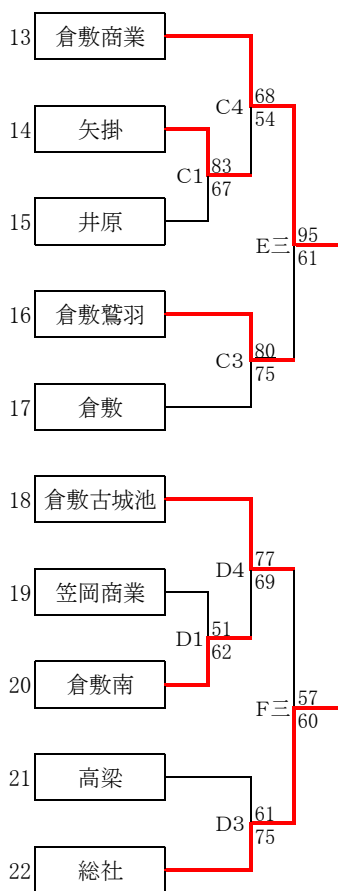 13 倉敷商業
68
C4
54
14 矢掛
83
C1
67
15 井原
95
E三
61
16 倉敷鷲羽
80
C3
75
17 倉敷
18 倉敷古城池
77
D4
69
19 笠岡商業
51
D1
62
20 倉敷南
57
F三
60
21 高梁
61
D3
75
22 総社